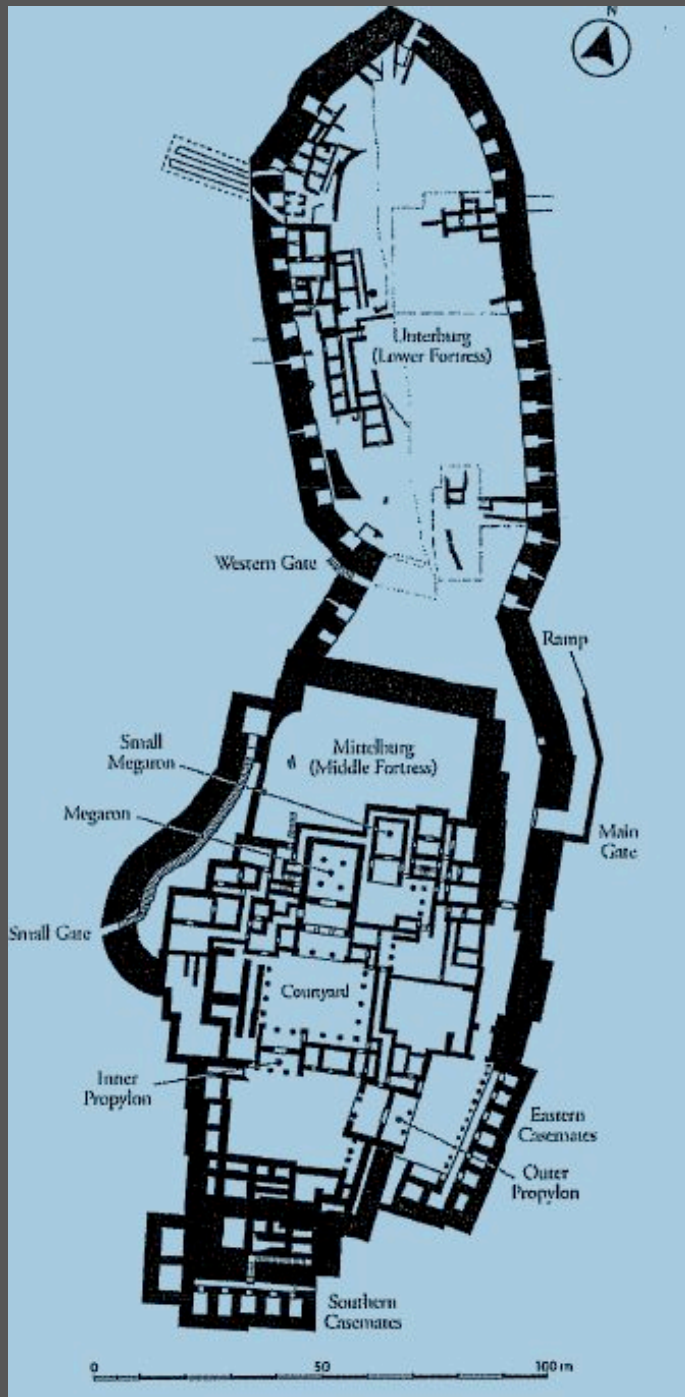 N
Unterburg
(Lower Fortress)
Western Gate
Ramp
Small
Megaron
Mittelburg
(Middle Fortress)
Megaron
Main
Gate
Small Gate
Courtyard
Inner
Propylon
Eastern
Casemates
Outer
Propylon
Southern
Casemates
0 50 100 m